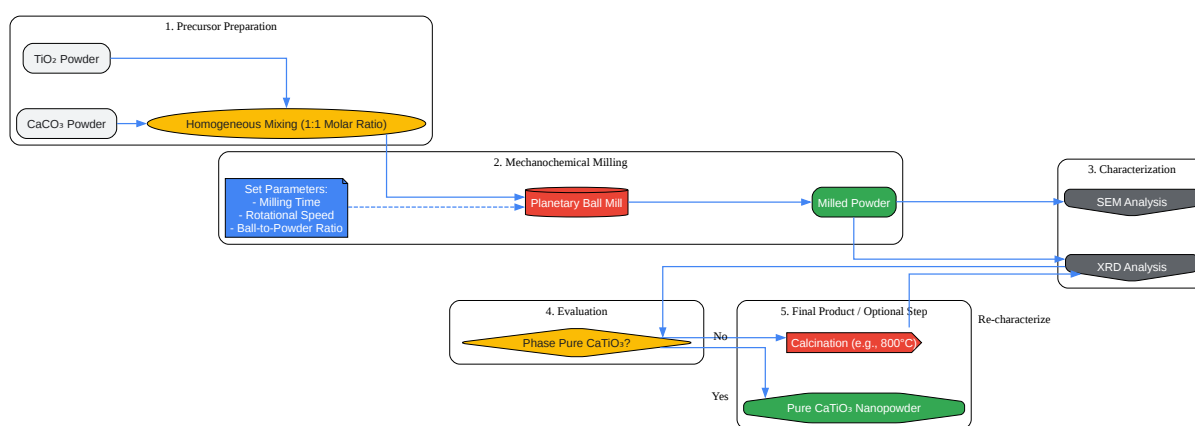 1. Precursor Preparation
TiO₂ Powder
CaCO₃ Powder
Homogeneous Mixing (1:1 Molar Ratio)
2. Mechanochemical Milling
Set Parameters:
- Milling Time
- Rotational Speed
- Ball-to-Powder Ratio
Planetary Ball Mill
Milled Powder
3. Characterization
SEM Analysis
XRD Analysis
4. Evaluation
Phase Pure CaTiO₃?
No
Yes
5. Final Product / Optional Step
Calcination (e.g., 800°C)
Re-characterize
Pure CaTiO₃ Nanopowder